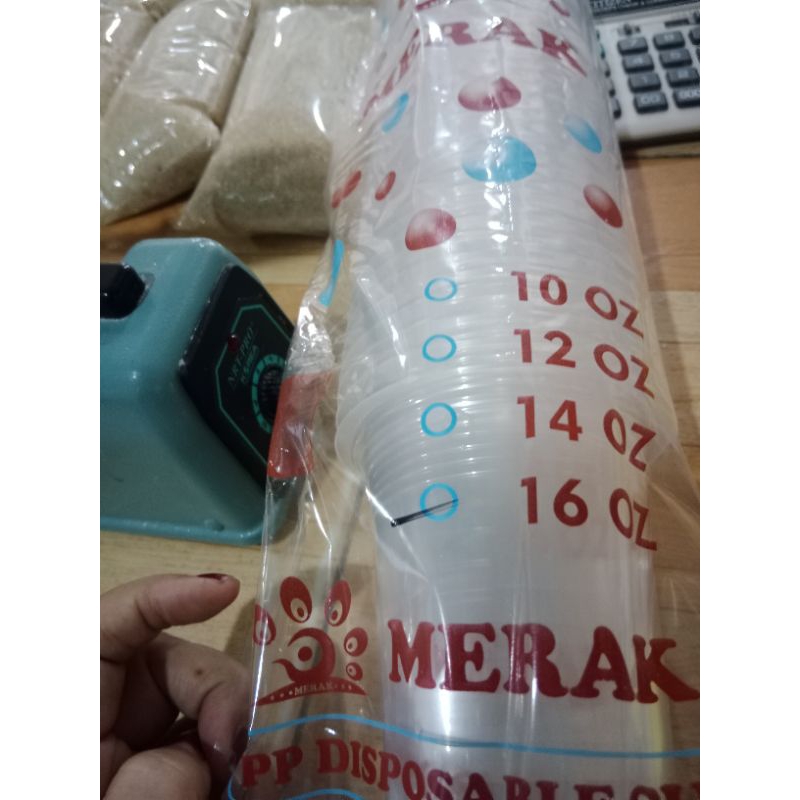 MERAK
10 OZ
12 OZ
14 OZ
16 OZ
MERAK
MERAK
PP DISPOSABLE